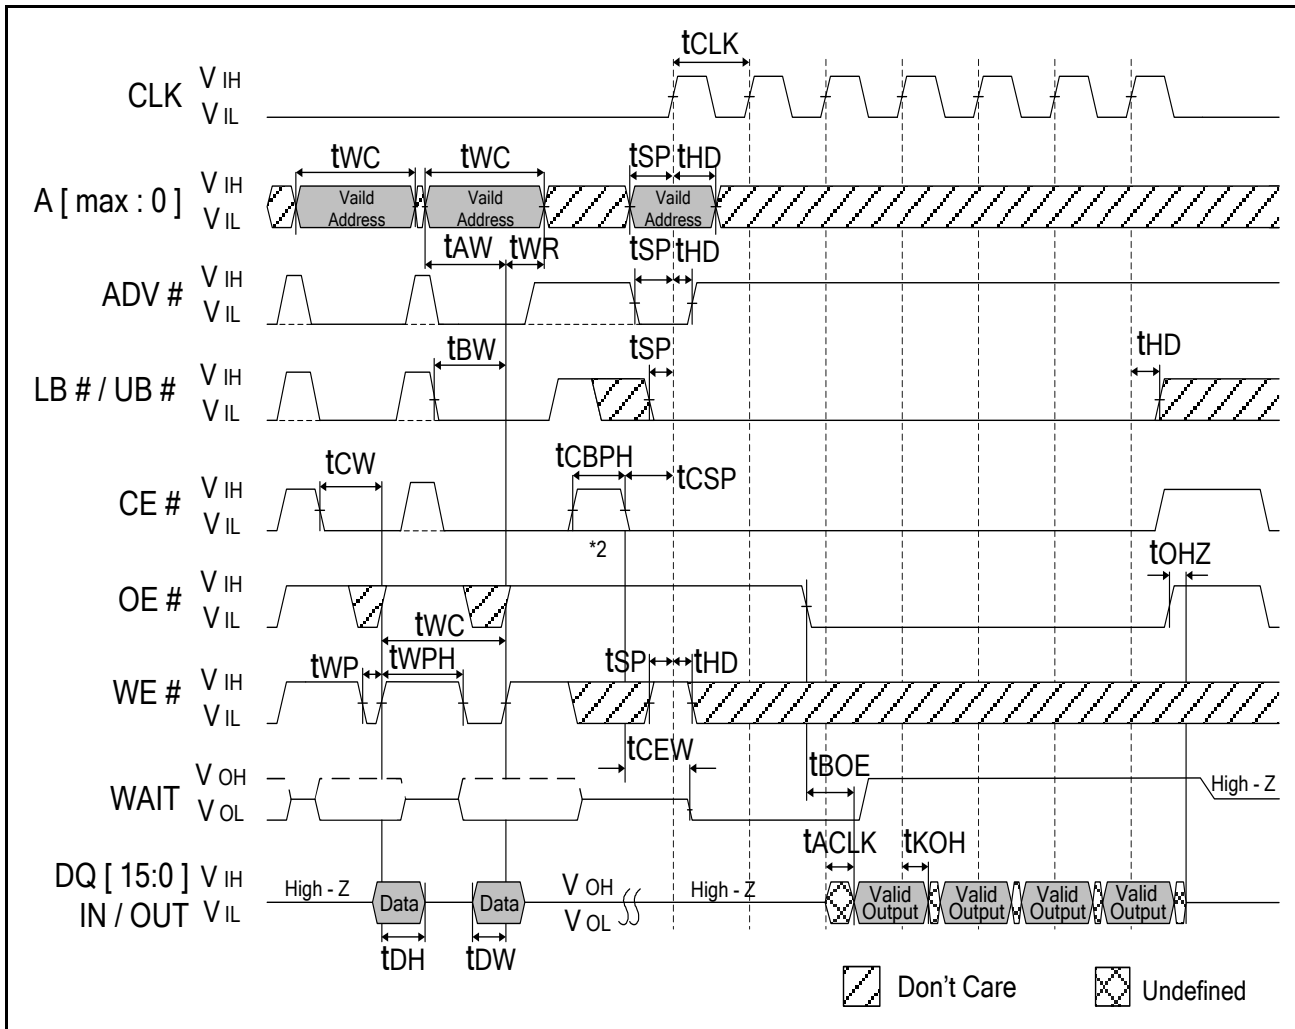 tCLK
CLK
V IH
V IL
tWC
tWC
tSP
tHD
A [ max : 0 ]
V IH
V IL
Vaild
Address
Vaild
Address
Vaild
Address
tAW
tWR
tSP
tHD
ADV #
V IH
V IL
tBW
tSP
tHD
LB # / UB #
V IH
V IL
tCW
tCBPH
tCSP
CE #
V IH
V IL
*2
tOHZ
OE #
V IH
V IL
tWC
tWP
tWPH
tSP
tHD
WE #
V IH
V IL
tCEW
tBOE
WAIT
V OH
V OL
High - Z
tACLK
tKOH
DQ [ 15:0 ]
IN / OUT
V IH
V IL
High - Z
Data
Data
V OH
V OL
High - Z
Valid
Output
Valid
Output
Valid
Output
Valid
Output
tDH
tDW
Don't Care
Undefined